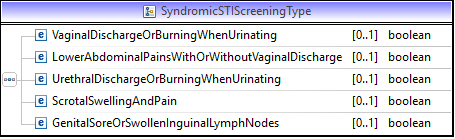 SyndromicSTIScreeningType
e VaginalDischargeOrBurningWhenUrinating [0..1] boolean
e LowerAbdominalPainsWithOrWithoutVaginalDischarge [0..1] boolean
e UrethralDischargeOrBurningWhenUrinating [0..1] boolean
e ScrotalSwellingAndPain [0..1] boolean
e GenitalSoreOrSwollenInguinalLymphNodes [0..1] boolean